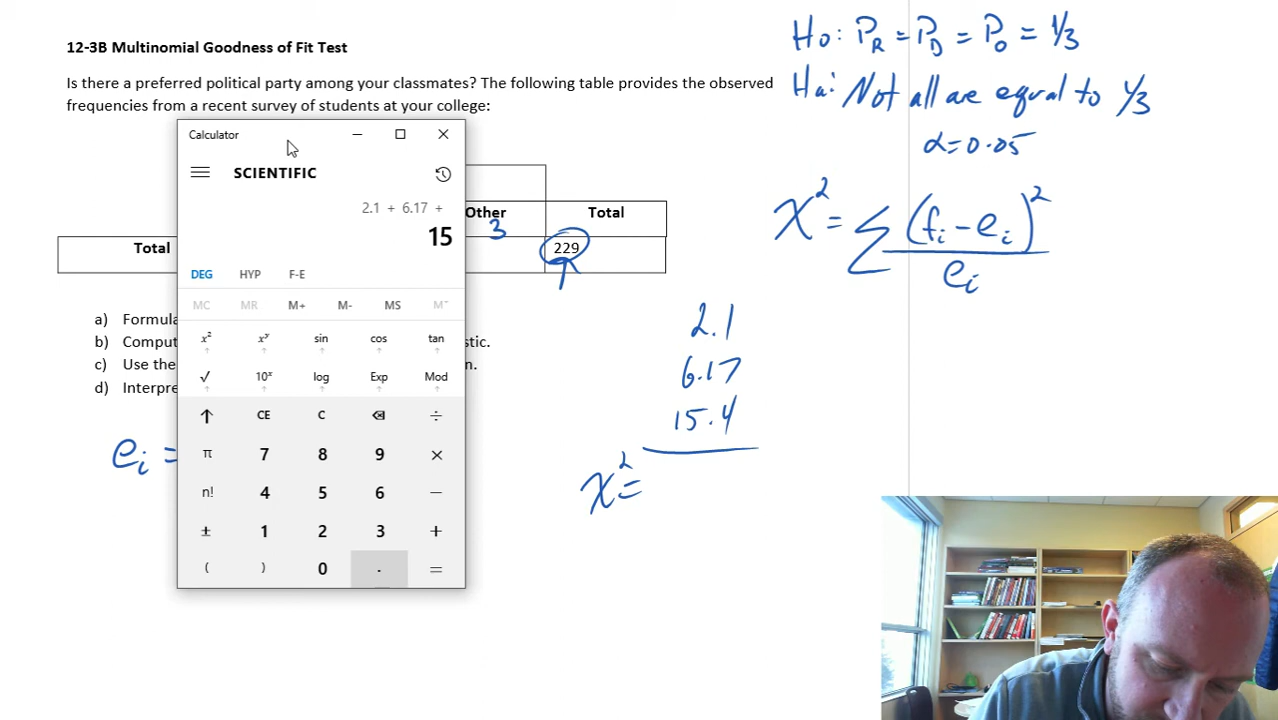 12-3B Multinomial Goodness of Fit Test
Is there a preferred political party among your classmates? The following table provides the observed
frequencies from a recent survey of students at your college:
H₀: P_R = P_D = P_O = 1/3
Ha: Not all are equal to 1/3
α=0.05
χ² = Σ (fᵢ - eᵢ)²
eᵢ
Calculator
SCIENTIFIC
2.1 + 6.17 +
15
DEG HYP F-E
MC MR M+ M- MS M˅
x² xʸ sin cos tan
√ 10ˣ log Exp Mod
↑ CE C ⌫ ÷
π 7 8 9 ×
n! 4 5 6 −
± 1 2 3 +
( ) 0 . =
Other Total
3
Total 229
a) Formula
b) Comput stic.
c) Use the n.
d) Interpre
eᵢ =
2.1
6.17
15.4
χ² =